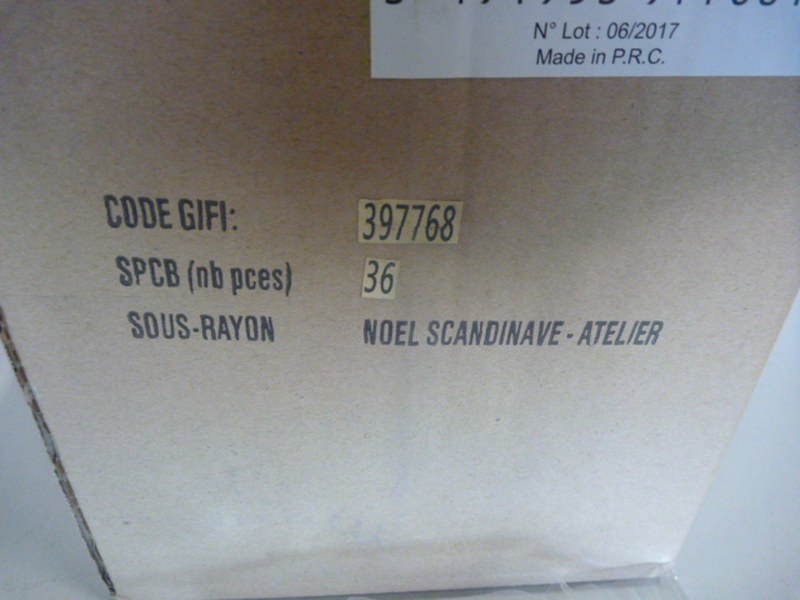 N° Lot : 06/2017
Made in P.R.C.
CODE GIFI: 397768
SPCB (nb pces) 36
SOUS-RAYON NOEL SCANDINAVE - ATELIER